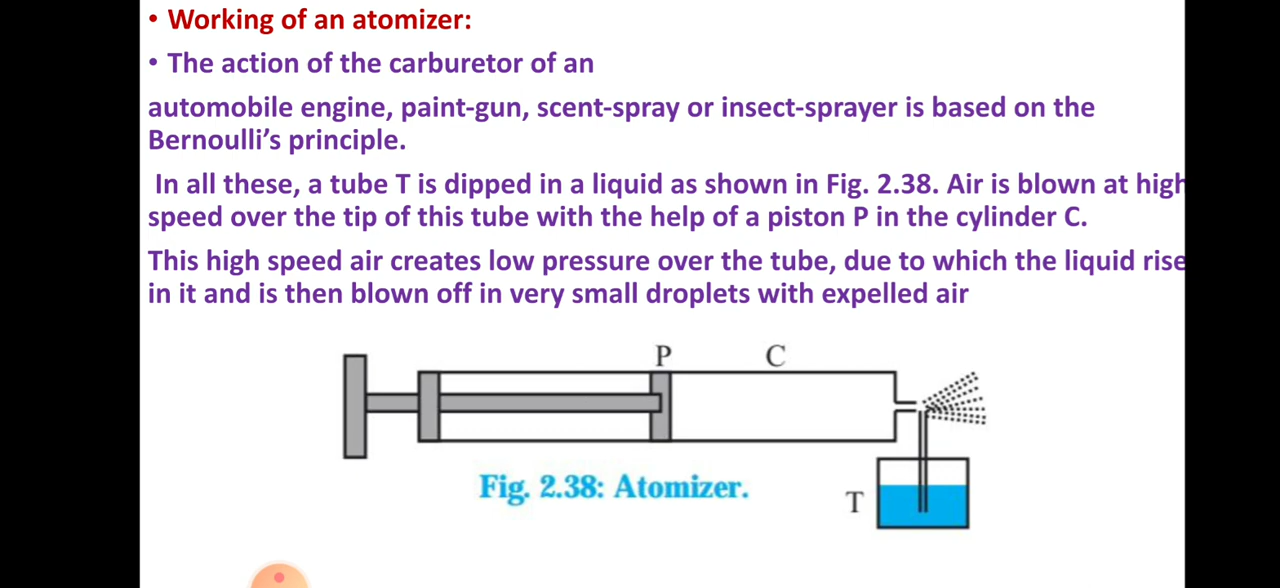 • Working of an atomizer:
• The action of the carburetor of an
automobile engine, paint-gun, scent-spray or insect-sprayer is based on the
Bernoulli’s principle.
In all these, a tube T is dipped in a liquid as shown in Fig. 2.38. Air is blown at high
speed over the tip of this tube with the help of a piston P in the cylinder C.
This high speed air creates low pressure over the tube, due to which the liquid rise
in it and is then blown off in very small droplets with expelled air
P C
T
Fig. 2.38: Atomizer.